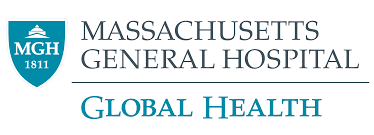 MGH
1811
MASSACHUSETTS
GENERAL HOSPITAL
GLOBAL HEALTH